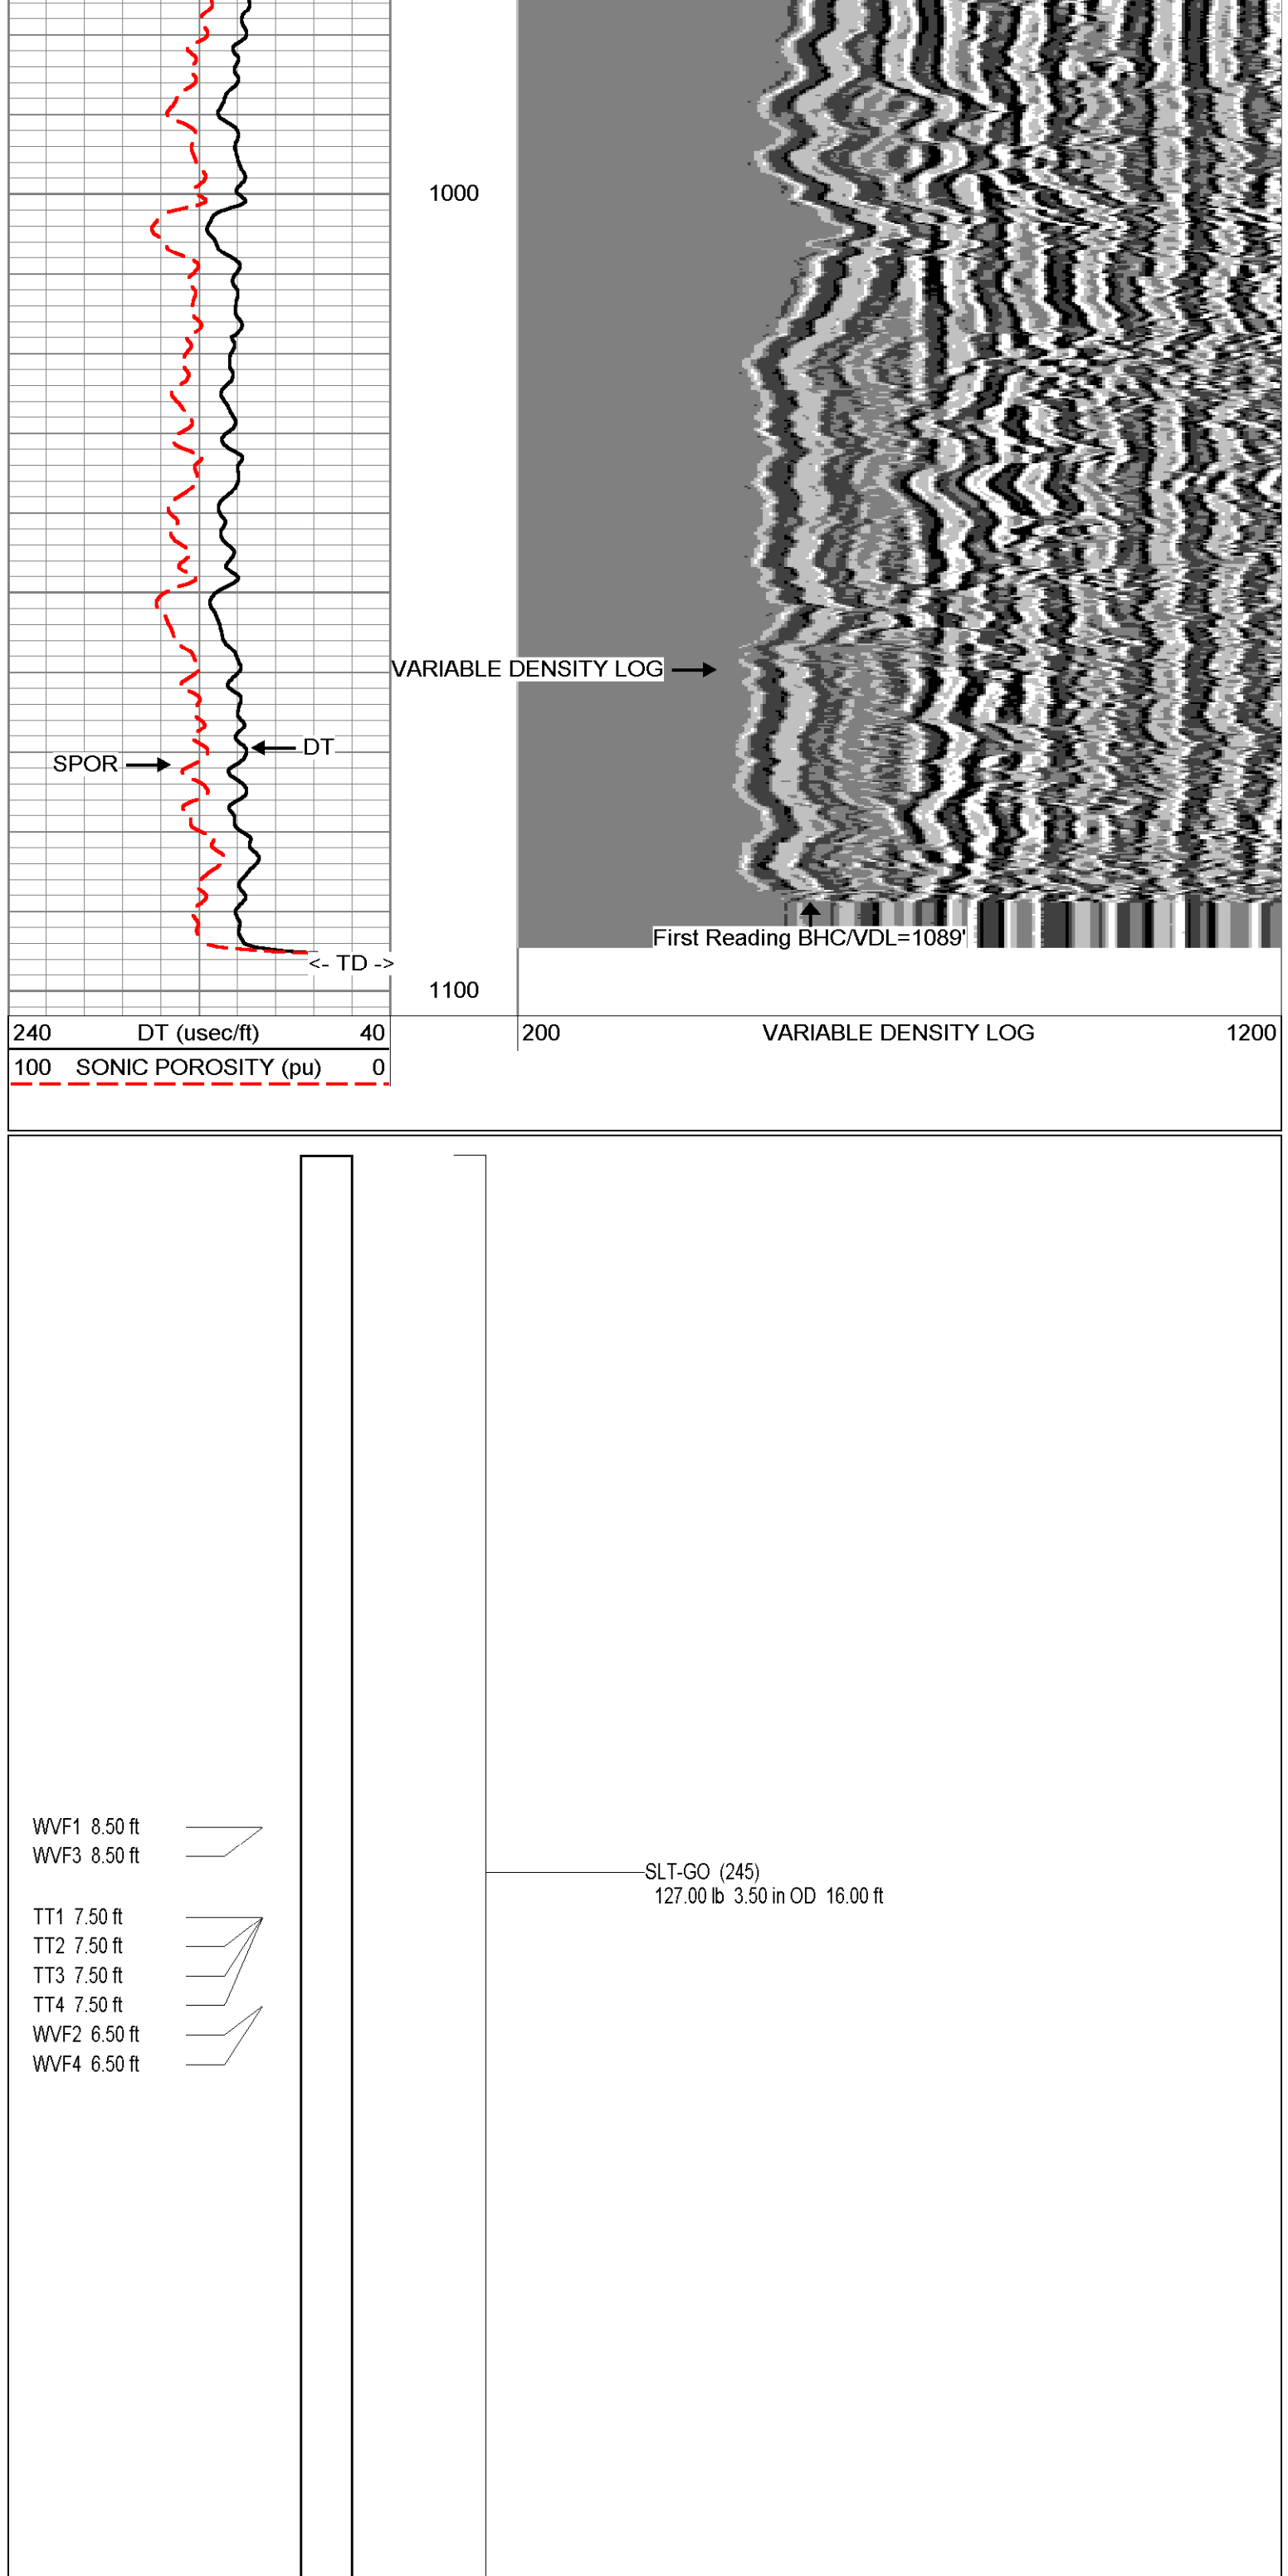 1000
VARIABLE DENSITY LOG
DT
SPOR
First Reading BHC/VDL=1089'
<- TD ->
1100
240 DT (usec/ft) 40
200 VARIABLE DENSITY LOG 1200
100 SONIC POROSITY (pu) 0
WVF1 8.50 ft
WVF3 8.50 ft
SLT-GO (245)
127.00 lb 3.50 in OD 16.00 ft
TT1 7.50 ft
TT2 7.50 ft
TT3 7.50 ft
TT4 7.50 ft
WVF2 6.50 ft
WVF4 6.50 ft